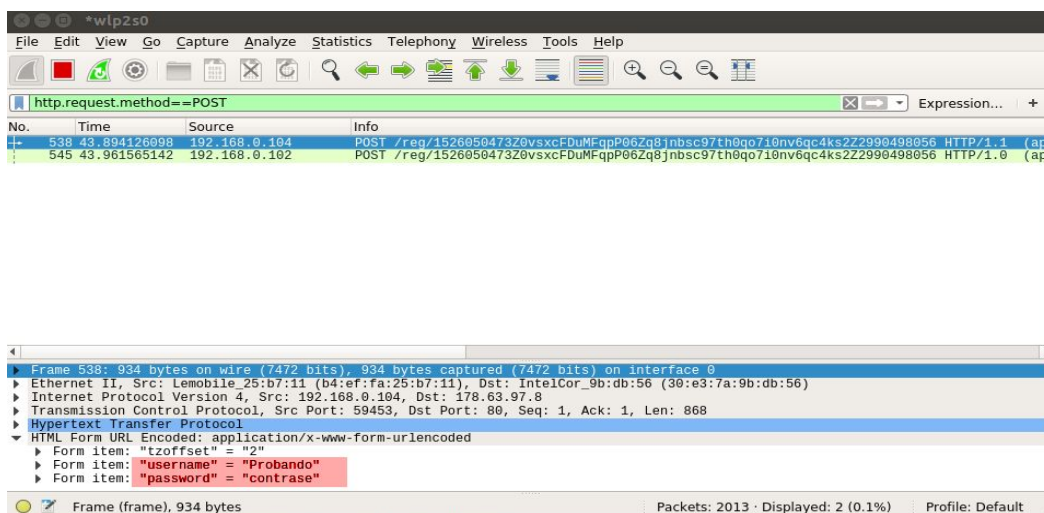 *wlp2s0
File Edit View Go Capture Analyze Statistics Telephony Wireless Tools Help
http.request.method==POST Expression... +
No. Time Source Info
538 43.894126098 192.168.0.104 POST /reg/1526050473Z0vsxcFDuMFqpP06Zq8jnbsc97th0qo7i0nv6qc4ks2Z2990498056 HTTP/1.1 (ap
545 43.961565142 192.168.0.102 POST /reg/1526050473Z0vsxcFDuMFqpP06Zq8jnbsc97th0qo7i0nv6qc4ks2Z2990498056 HTTP/1.0 (ap
Frame 538: 934 bytes on wire (7472 bits), 934 bytes captured (7472 bits) on interface 0
Ethernet II, Src: Lemobile_25:b7:11 (b4:ef:fa:25:b7:11), Dst: IntelCor_9b:db:56 (30:e3:7a:9b:db:56)
Internet Protocol Version 4, Src: 192.168.0.104, Dst: 178.63.97.8
Transmission Control Protocol, Src Port: 59453, Dst Port: 80, Seq: 1, Ack: 1, Len: 868
Hypertext Transfer Protocol
HTML Form URL Encoded: application/x-www-form-urlencoded
Form item: "tzoffset" = "2"
Form item: "username" = "Probando"
Form item: "password" = "contrase"
Frame (frame), 934 bytes Packets: 2013 · Displayed: 2 (0.1%) Profile: Default